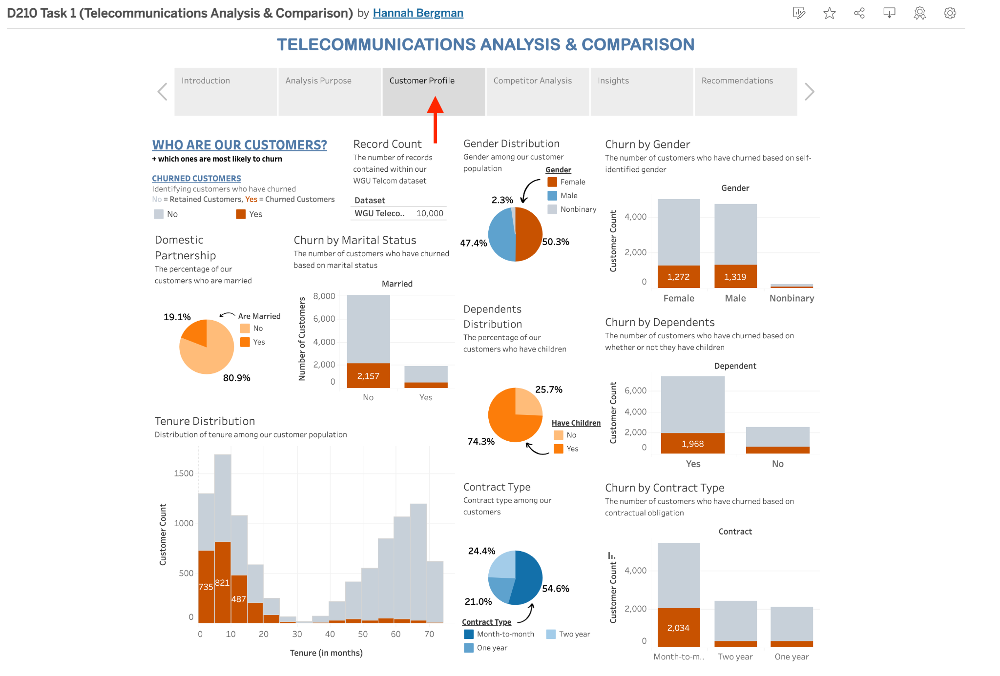 D210 Task 1 (Telecommunications Analysis & Comparison) by Hannah Bergman
TELECOMMUNICATIONS ANALYSIS & COMPARISON
Introduction
Analysis Purpose
Customer Profile
Competitor Analysis
Insights
Recommendations
WHO ARE OUR CUSTOMERS?
+ which ones are most likely to churn
CHURNED CUSTOMERS
Identifying customers who have churned
No = Retained Customers, Yes = Churned Customers
No
Yes
Record Count
The number of records
contained within our
WGU Telcom dataset
Dataset
WGU Teleco.. 10,000
Gender Distribution
Gender among our customer
population
Gender
Female
Male
Nonbinary
2.3%
47.4%
50.3%
Churn by Gender
The number of customers who have churned based on self-
identified gender
Gender
Customer Count
4,000
2,000
0
1,272
1,319
Female
Male
Nonbinary
Domestic
Partnership
The percentage of our
customers who are married
19.1%
Are Married
No
Yes
80.9%
Churn by Marital Status
The number of customers who have churned
based on marital status
Married
Number of Customers
8,000
6,000
4,000
2,000
0
2,157
No
Yes
Dependents
Distribution
The percentage of our
customers who have children
25.7%
Have Children
No
Yes
74.3%
Churn by Dependents
The number of customers who have churned based on
whether or not they have children
Dependent
Customer Count
6,000
4,000
2,000
0
1,968
Yes
No
Tenure Distribution
Distribution of tenure among our customer population
Customer Count
1500
1000
500
0
735
821
487
0
10
20
30
40
50
60
70
Tenure (in months)
Contract Type
Contract type among our
customers
24.4%
54.6%
21.0%
Contract Type
Month-to-month
Two year
One year
Churn by Contract Type
The number of customers who have churned based on
contractual obligation
Contract
Customer Count
4,000
2,000
0
2,034
Month-to-m..
Two year
One year